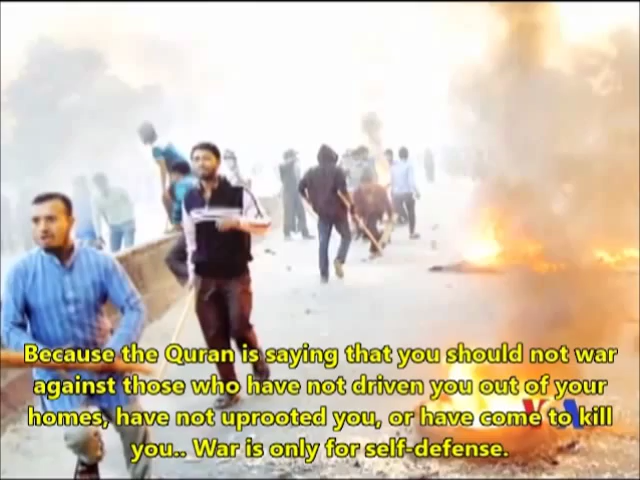 Because the Quran is saying that you should not war
against those who have not driven you out of your
homes, have not uprooted you, or have come to kill
you.. War is only for self-defense.